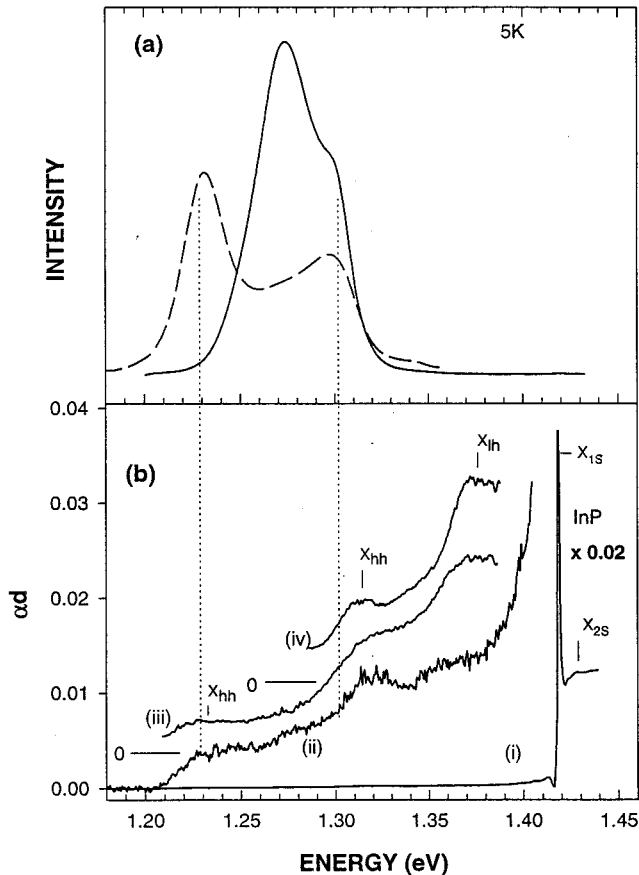 (a)
5K
INTENSITY
0.04
0.03
0.02
0.01
0.00
αd
(b)
X_lh
X_1S
InP
x 0.02
X_hh
X_2S
(iv)
0
X_hh
(iii)
0
(ii)
(i)
1.20 1.25 1.30 1.35 1.40 1.45
ENERGY (eV)